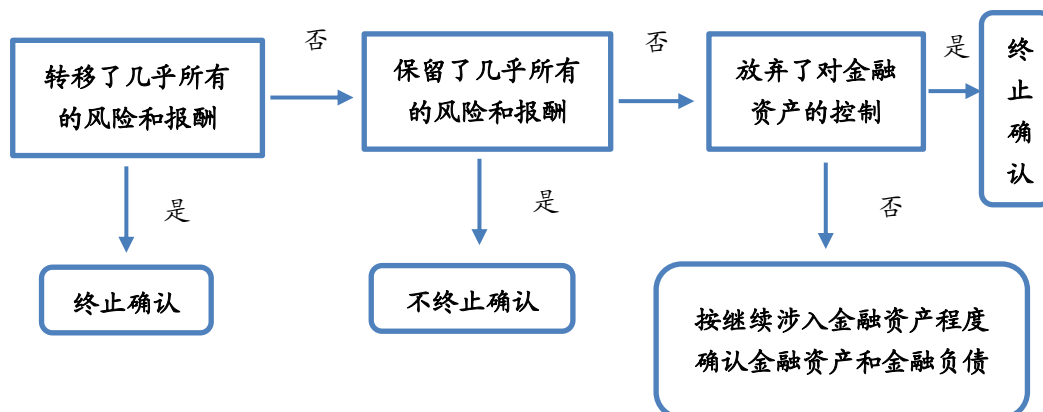 否
否
是
转移了几乎所有
的风险和报酬
保留了几乎所有
的风险和报酬
放弃了对金融
资产的控制
终
止
确
认
是
是
否
终止确认
不终止确认
按继续涉入金融资产程度
确认金融资产和金融负债